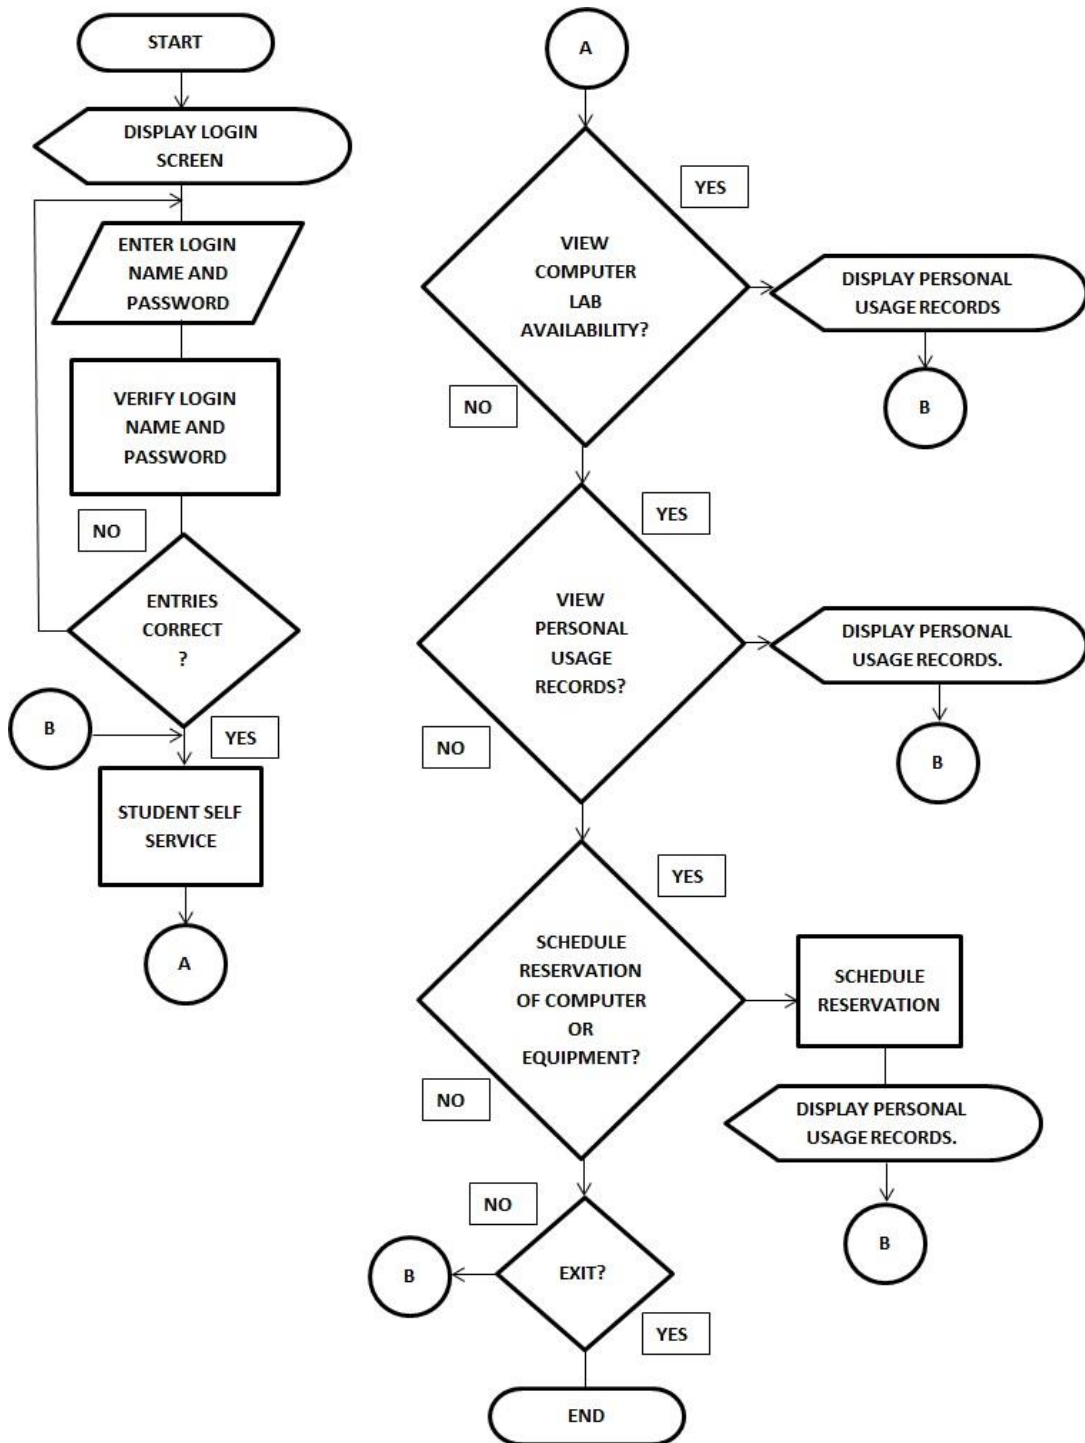 START
DISPLAY LOGIN
SCREEN
ENTER LOGIN
NAME AND
PASSWORD
VERIFY LOGIN
NAME AND
PASSWORD
NO
ENTRIES
CORRECT
?
B
YES
STUDENT SELF
SERVICE
A
A
YES
VIEW
COMPUTER
LAB
AVAILABILITY?
DISPLAY PERSONAL
USAGE RECORDS
NO
B
YES
VIEW
PERSONAL
USAGE
RECORDS?
DISPLAY PERSONAL
USAGE RECORDS.
NO
B
YES
SCHEDULE
RESERVATION
OF COMPUTER
OR
EQUIPMENT?
SCHEDULE
RESERVATION
NO
DISPLAY PERSONAL
USAGE RECORDS.
B
NO
B
EXIT?
YES
END